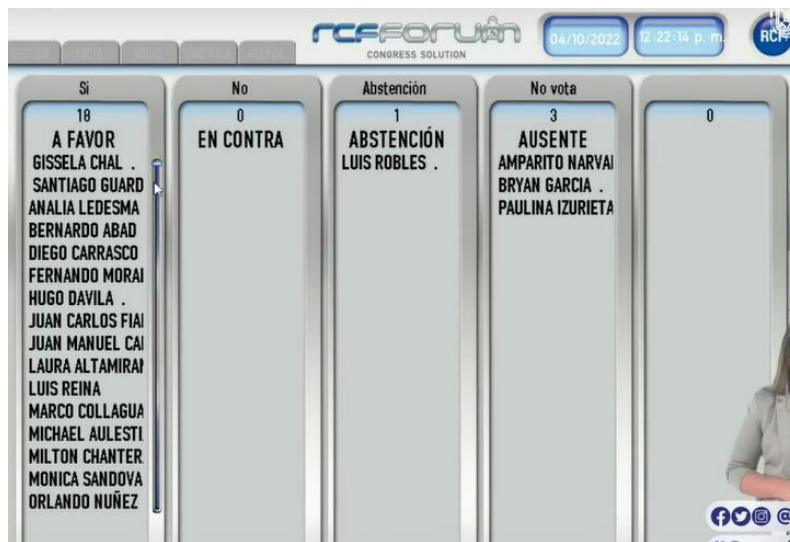 RCFFORUM
CONGRESS SOLUTION
04/10/2022
12:22:14 p. m.
Si
18
A FAVOR
GISSELA CHAL .
SANTIAGO GUARD
ANALIA LEDESMA
BERNARDO ABAD
DIEGO CARRASCO
FERNANDO MORAI
HUGO DAVILA .
JUAN CARLOS FIAI
JUAN MANUEL CAI
LAURA ALTAMIRAN
LUIS REINA
MARCO COLLAGUA
MICHAEL AULESTI
MILTON CHANTER
MONICA SANDOVA
ORLANDO NUÑEZ
No
0
EN CONTRA
Abstención
1
ABSTENCIÓN
LUIS ROBLES .
No vota
3
AUSENTE
AMPARITO NARVAI
BRYAN GARCIA .
PAULINA IZURIETA
0